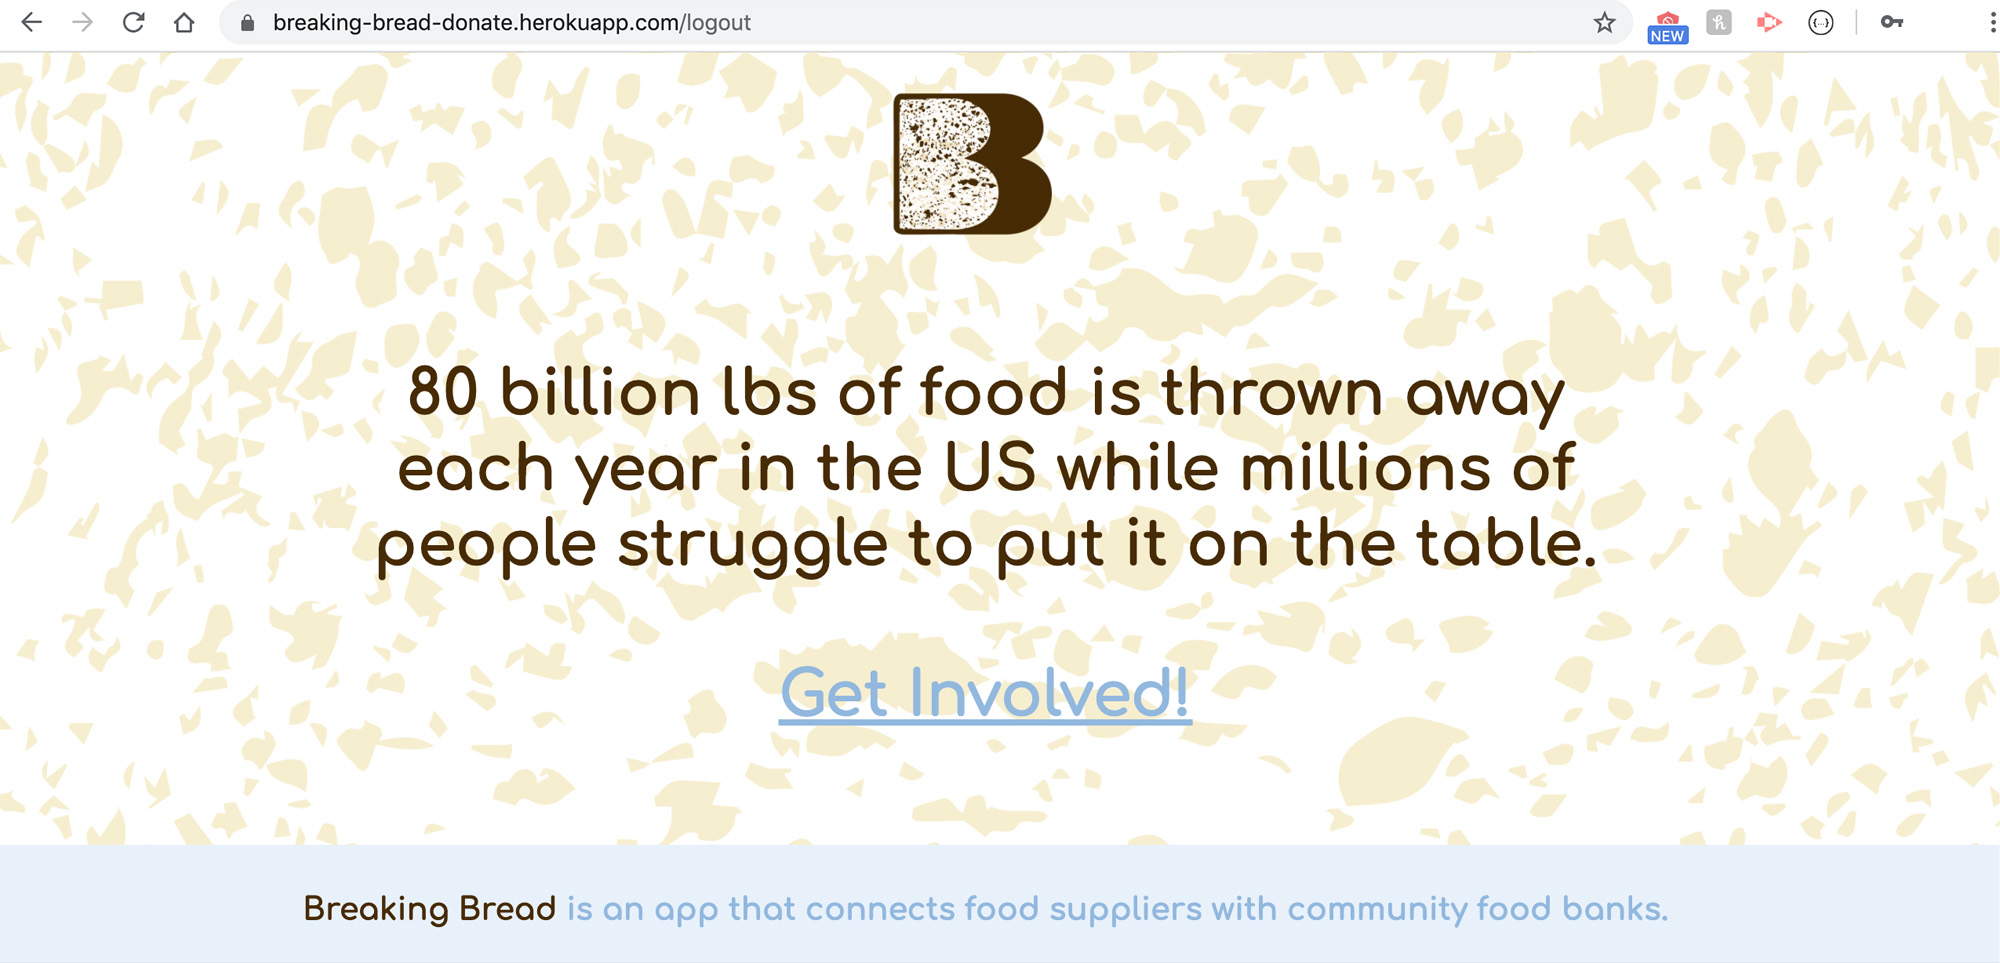 breaking-bread-donate.herokuapp.com/logout
NEW
B
80 billion lbs of food is thrown away
each year in the US while millions of
people struggle to put it on the table.
Get Involved!
Breaking Bread is an app that connects food suppliers with community food banks.